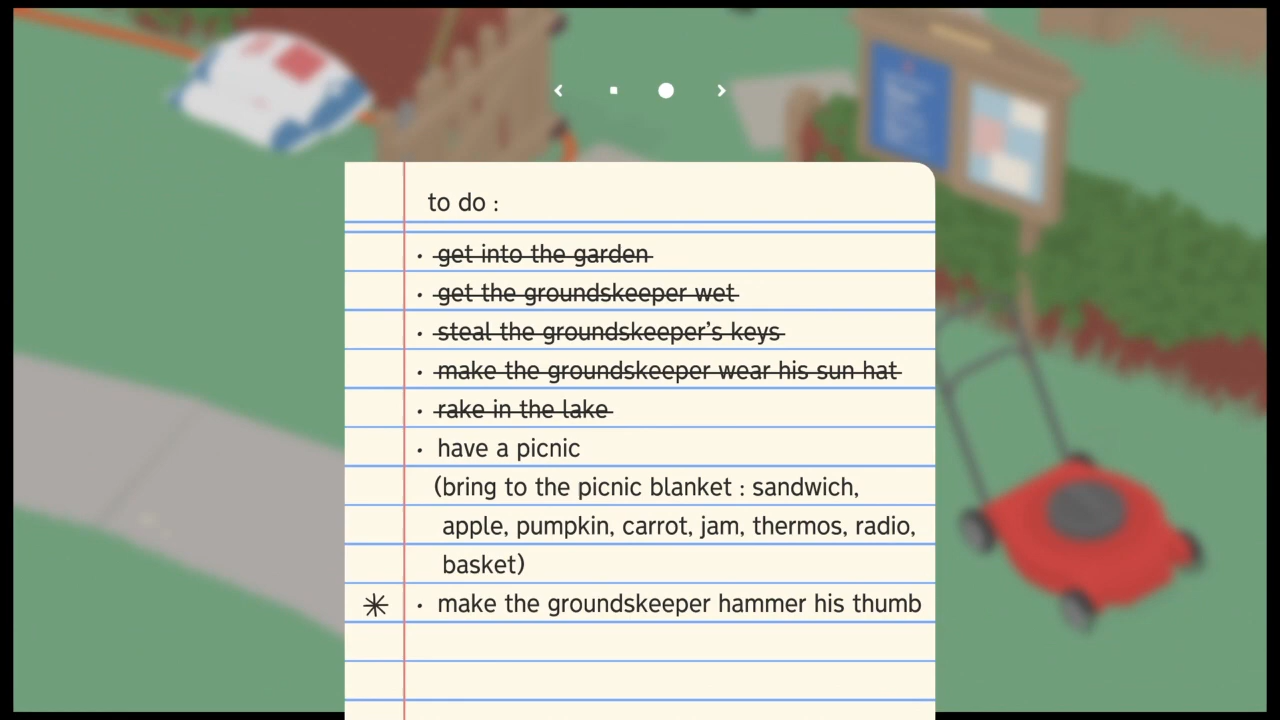 to do :
· get into the garden
· get the groundskeeper wet
· steal the groundskeeper's keys
· make the groundskeeper wear his sun hat
· rake in the lake
· have a picnic
(bring to the picnic blanket : sandwich,
apple, pumpkin, carrot, jam, thermos, radio,
basket)
· make the groundskeeper hammer his thumb